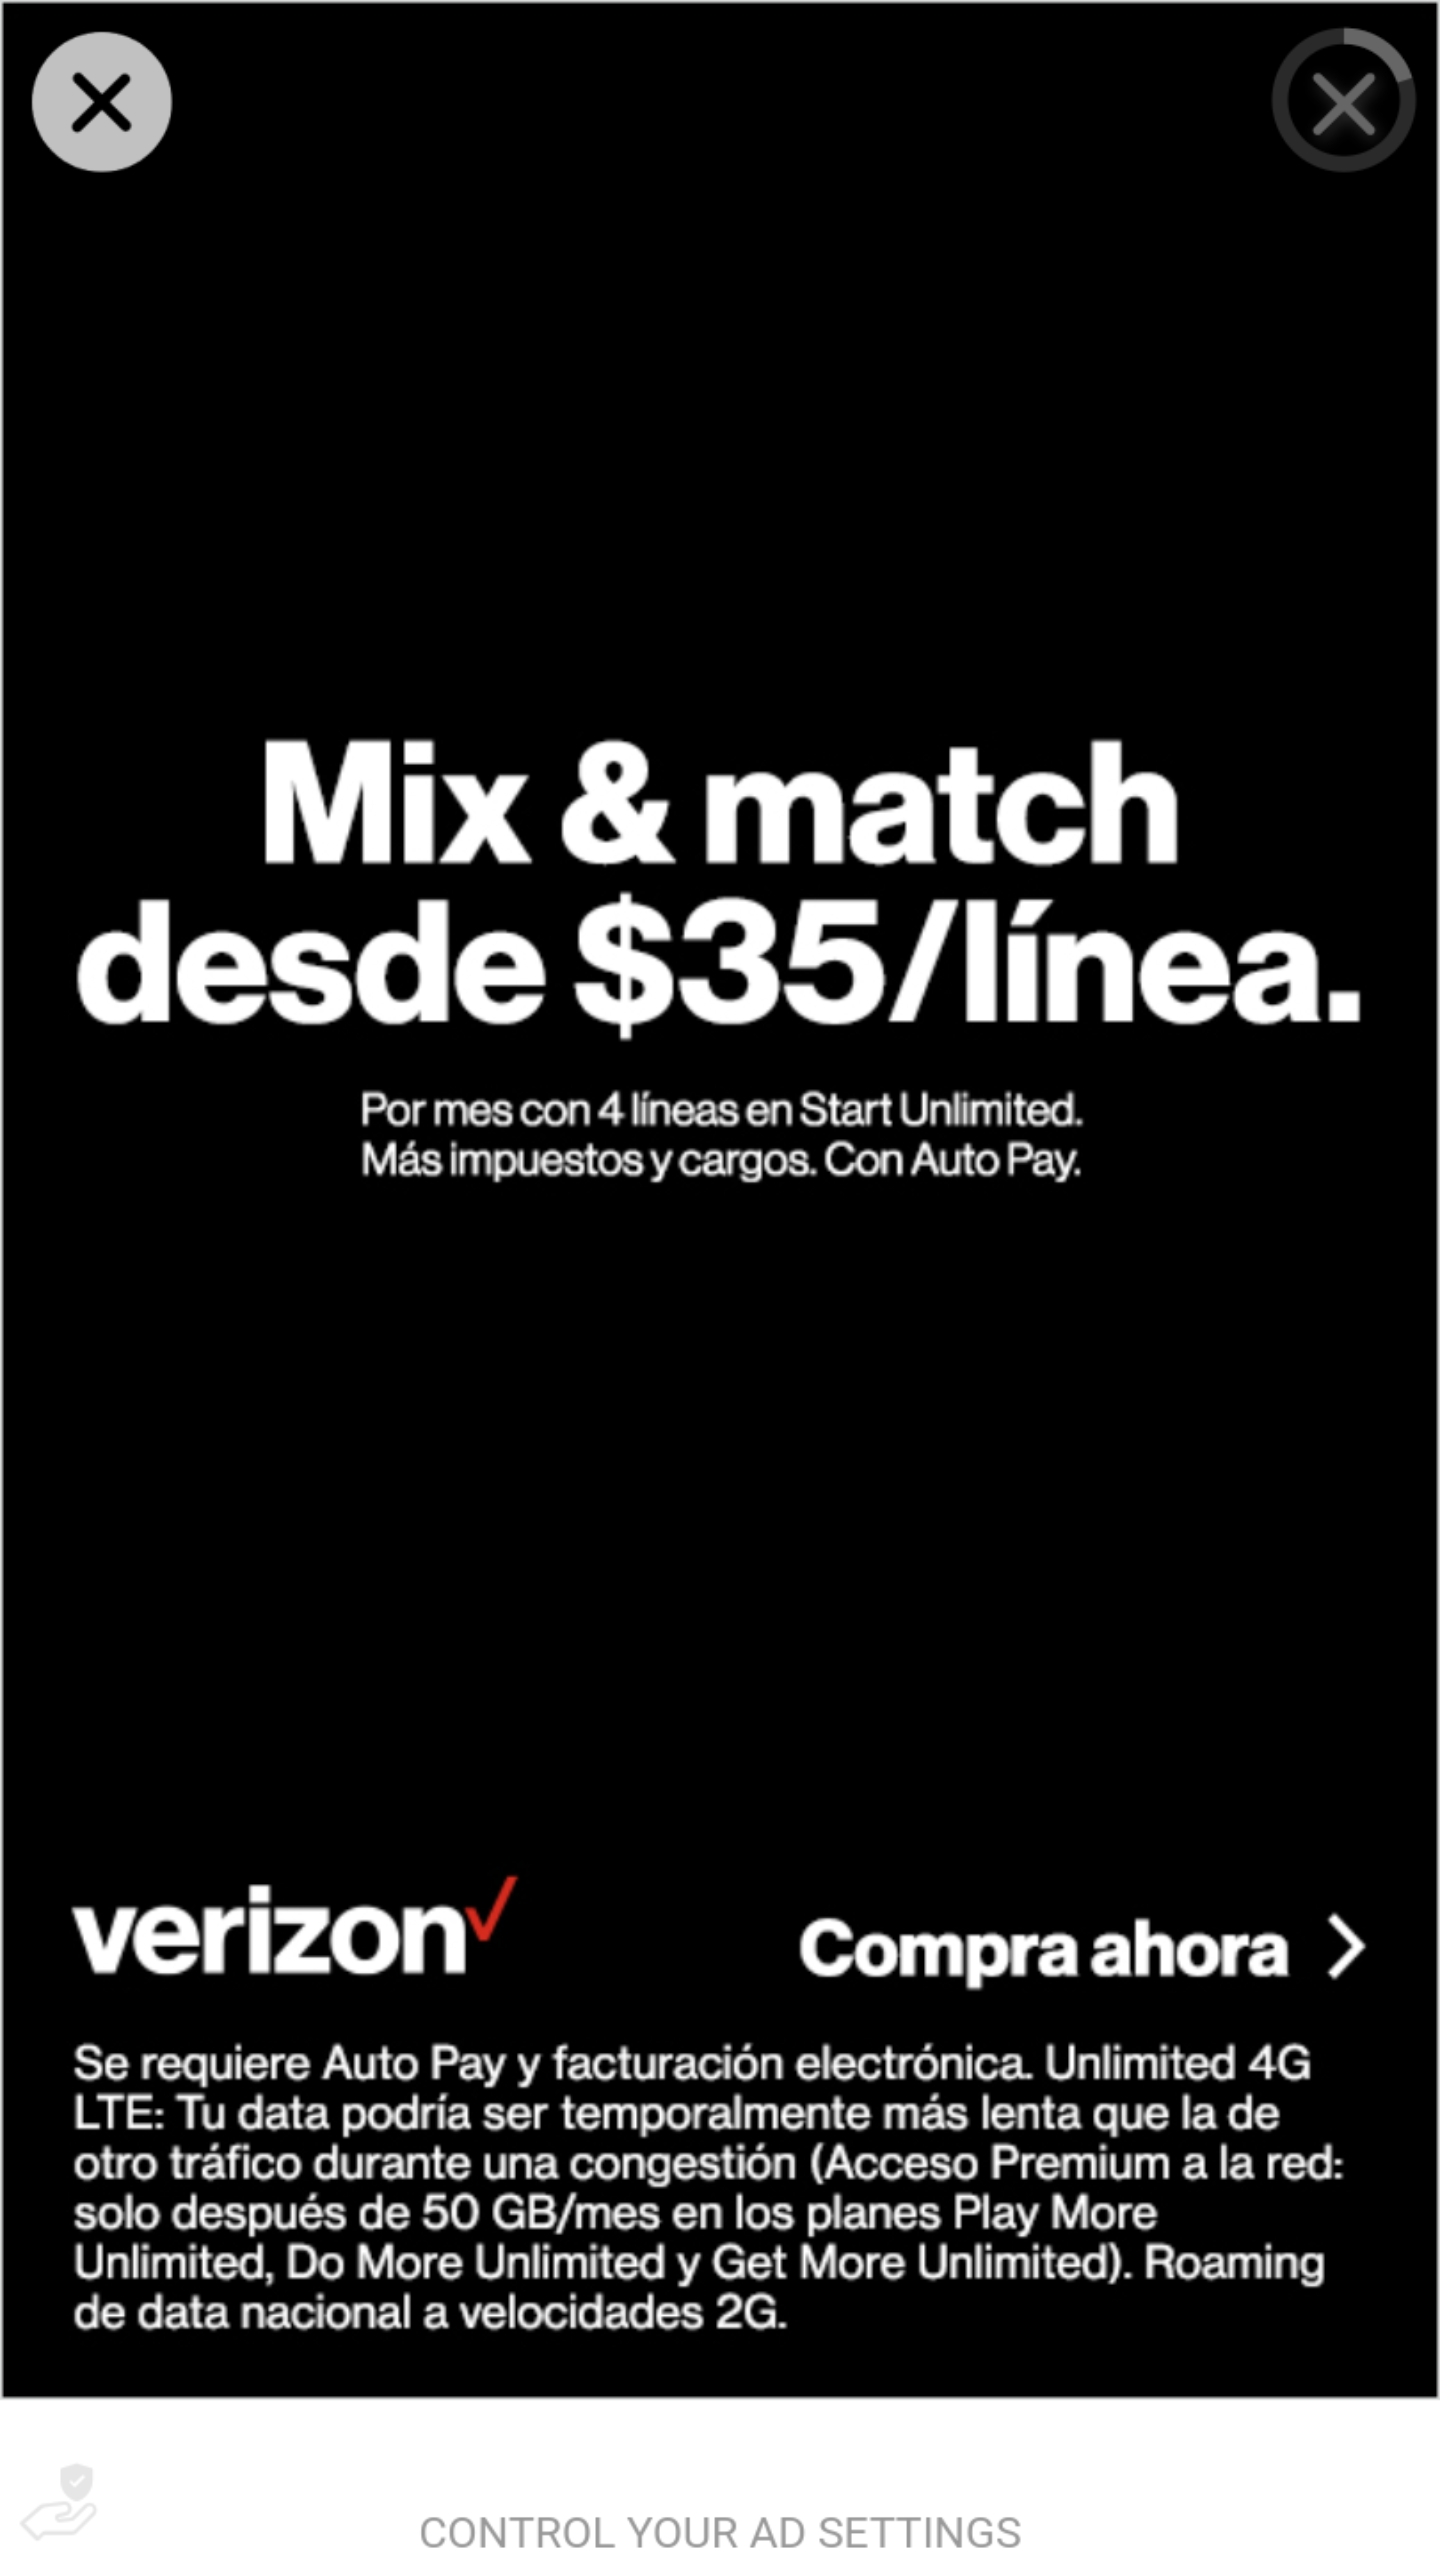 Mix & match
desde $35/línea.
Por mes con 4 líneas en Start Unlimited.
Más impuestos y cargos. Con Auto Pay.
verizon
Compra ahora
Se requiere Auto Pay y facturación electrónica. Unlimited 4G
LTE: Tu data podría ser temporalmente más lenta que la de
otro tráfico durante una congestión (Acceso Premium a la red:
solo después de 50 GB/mes en los planes Play More
Unlimited, Do More Unlimited y Get More Unlimited). Roaming
de data nacional a velocidades 2G.
CONTROL YOUR AD SETTINGS